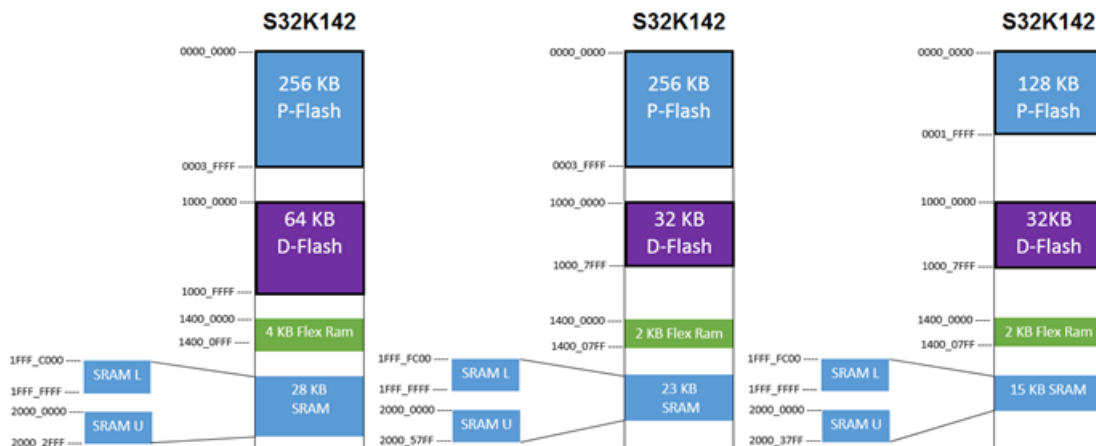 S32K142
0000_0000 ----
256 KB
P-Flash
0003_FFFF ----
1000_0000 ----
64 KB
D-Flash
1000_FFFF ----
1400_0000 ----
4 KB Flex Ram
1400_0FFF ----
1FFF_C000 ----
SRAM L
1FFF_FFFF ----
2000_0000 ----
SRAM U
2000_2FFF ----
28 KB
SRAM
S32K142
0000_0000 ----
256 KB
P-Flash
0003_FFFF ----
1000_0000 ----
32 KB
D-Flash
1000_7FFF ----
1400_0000 ----
2 KB Flex Ram
1400_07FF ----
1FFF_FC00 ----
SRAM L
1FFF_FFFF ----
2000_0000 ----
SRAM U
2000_57FF ----
23 KB
SRAM
S32K142
0000_0000 ----
128 KB
P-Flash
0001_FFFF ----
1000_0000 ----
32KB
D-Flash
1000_7FFF ----
1400_0000 ----
2 KB Flex Ram
1400_07FF ----
1FFF_FC00 ----
SRAM L
1FFF_FFFF ----
2000_0000 ----
SRAM U
2000_37FF ----
15 KB SRAM